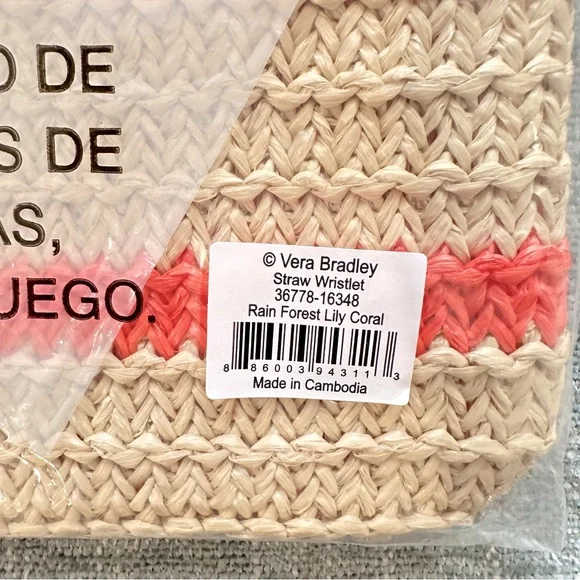 O DE
S DE
AS,
UEGO.
© Vera Bradley
Straw Wristlet
36778-16348
Rain Forest Lily Coral
8 86003 94311 3
Made in Cambodia